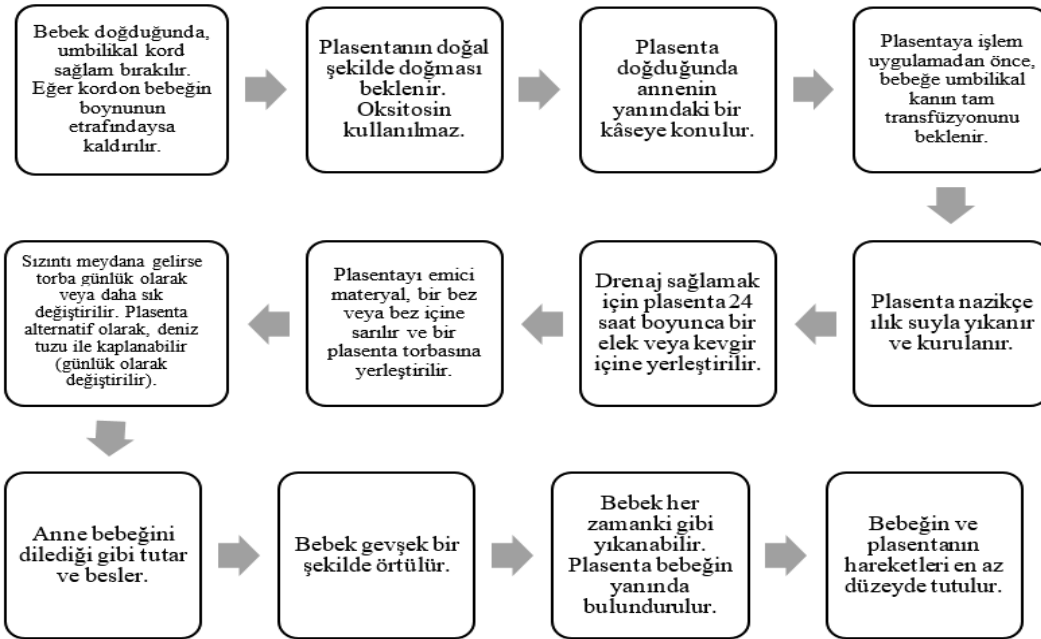 Bebek doğduğunda,
umbilikal kord
sağlam bırakılır.
Eğer kordon bebeğin
boynunun
etrafındaysa
kaldırılır.
Plasentanın doğal
şekilde doğması
beklenir.
Oksitosin
kullanılmaz.
Plasenta
doğduğunda
annenin
yanındaki bir
kâseye konulur.
Plasentaya işlem
uygulamadan önce,
bebeğe umbilikal
kanın tam
transfüzyonunu
beklenir.
Plasenta nazikçe
ılık suyla yıkanır
ve kurulanır.
Drenaj sağlamak
için plasenta 24
saat boyunca bir
elek veya kevgir
içine yerleştirilir.
Plasentayı emici
materyal, bir bez
veya bez içine
sarılır ve bir
plasenta torbasına
yerleştirilir.
Sızıntı meydana gelirse
torba günlük olarak
veya daha sık
değiştirilir. Plasenta
alternatif olarak, deniz
tuzu ile kaplanabilir
(günlük olarak
değiştirilir).
Anne bebeğini
dilediği gibi tutar
ve besler.
Bebek gevşek bir
şekilde örtülür.
Bebek her
zamanki gibi
yıkanabilir.
Plasenta bebeğin
yanında
bulundurulur.
Bebeğin ve
plasentanın
hareketleri en az
düzeyde tutulur.